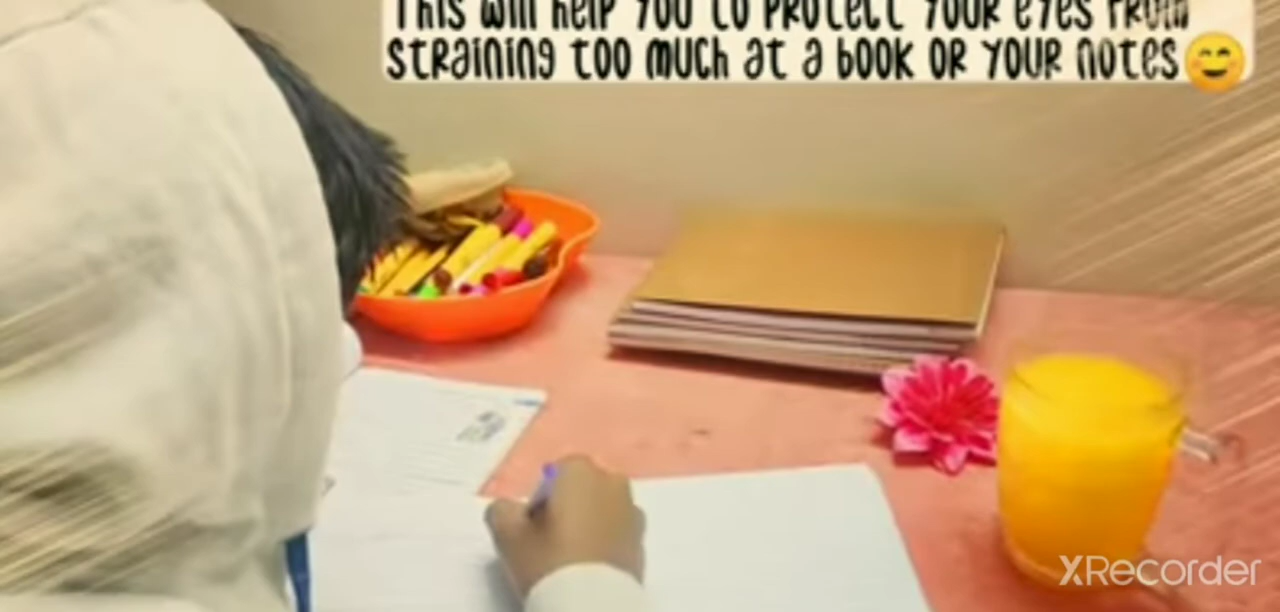 This will help you to protect your eyes from
straining too much at a book or your notes😊
XRecorder